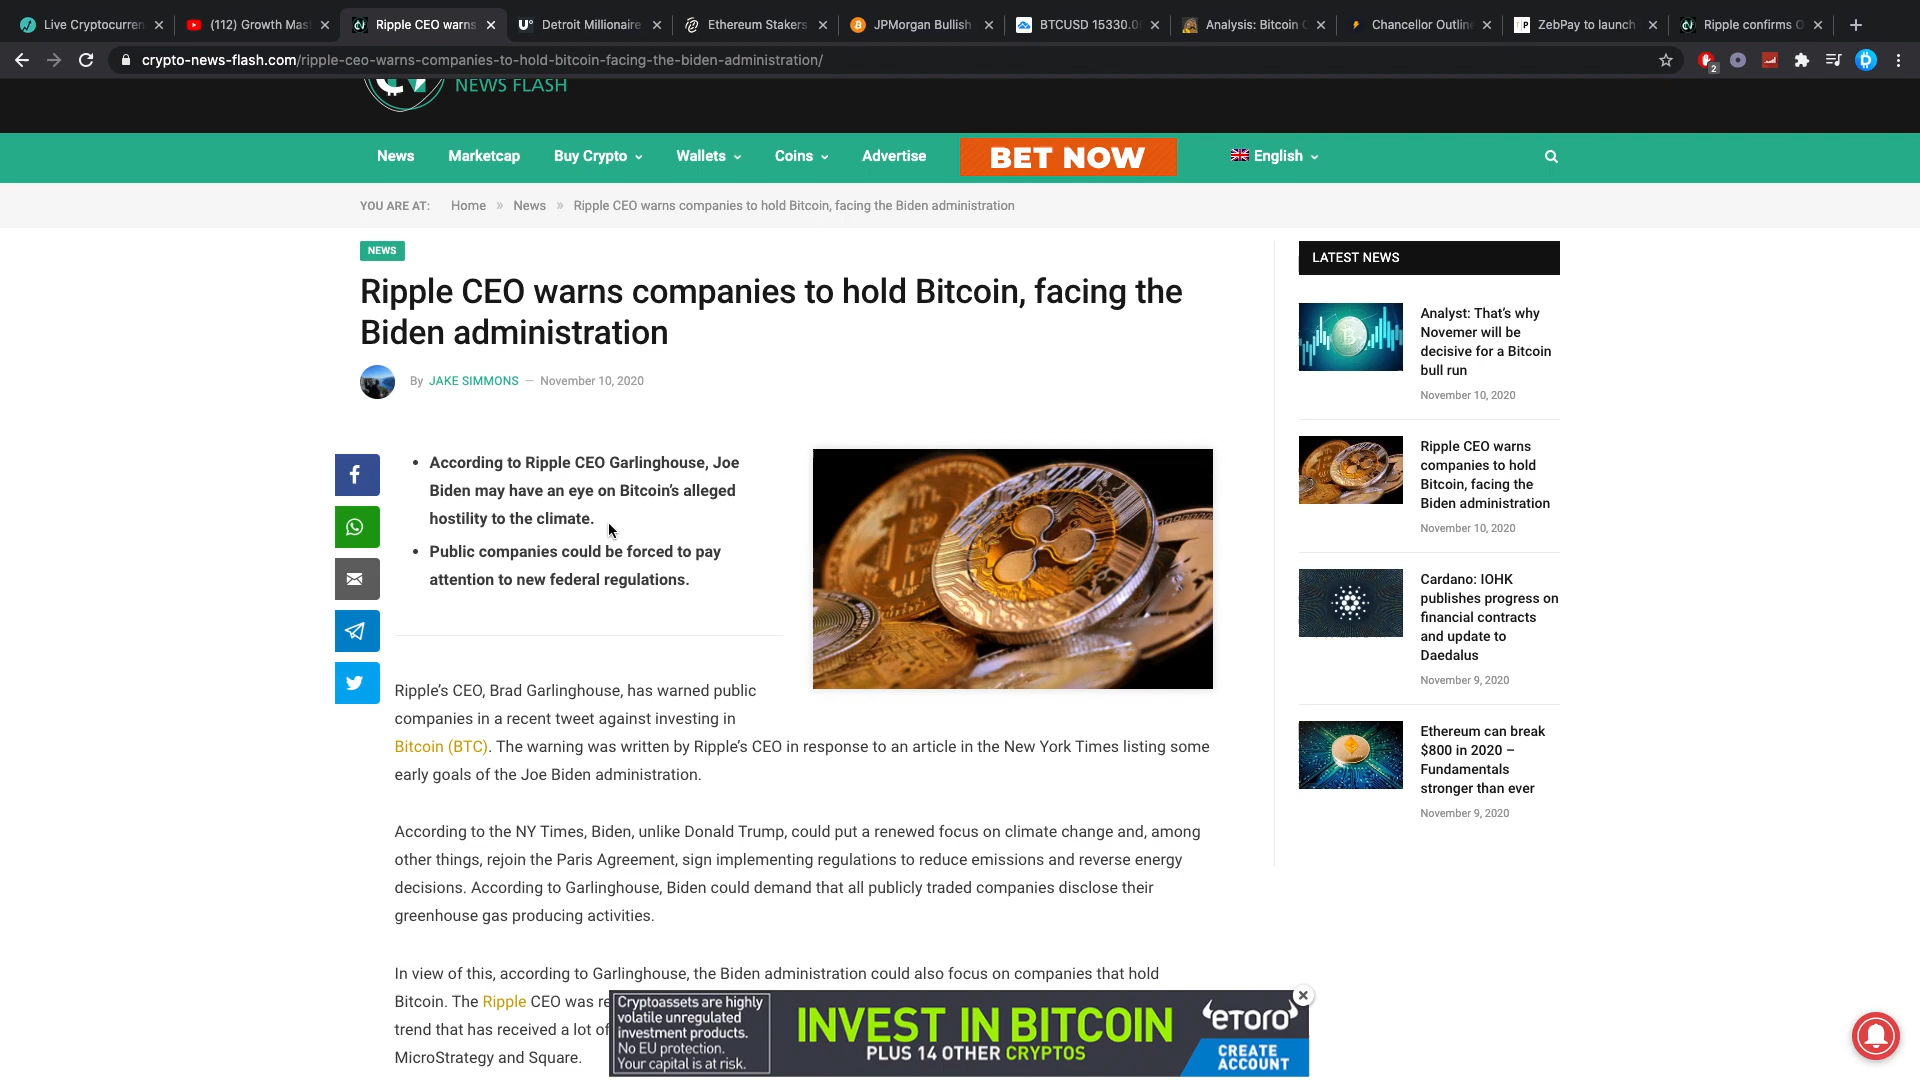 Live Cryptocurren
(112) Growth Mas
Ripple CEO warns
Detroit Millionaire
Ethereum Stakers
JPMorgan Bullish
BTCUSD 15330.0
Analysis: Bitcoin
Chancellor Outlin
ZebPay to launch
Ripple confirms
crypto-news-flash.com/ripple-ceo-warns-companies-to-hold-bitcoin-facing-the-biden-administration/
2
NEWS FLASH
News
Marketcap
Buy Crypto
Wallets
Coins
Advertise
BET NOW
English
YOU ARE AT: Home » News » Ripple CEO warns companies to hold Bitcoin, facing the Biden administration
NEWS
Ripple CEO warns companies to hold Bitcoin, facing the
Biden administration
By JAKE SIMMONS — November 10, 2020
• According to Ripple CEO Garlinghouse, Joe
Biden may have an eye on Bitcoin's alleged
hostility to the climate.
• Public companies could be forced to pay
attention to new federal regulations.
Ripple's CEO, Brad Garlinghouse, has warned public
companies in a recent tweet against investing in
Bitcoin (BTC). The warning was written by Ripple's CEO in response to an article in the New York Times listing some
early goals of the Joe Biden administration.
According to the NY Times, Biden, unlike Donald Trump, could put a renewed focus on climate change and, among
other things, rejoin the Paris Agreement, sign implementing regulations to reduce emissions and reverse energy
decisions. According to Garlinghouse, Biden could demand that all publicly traded companies disclose their
greenhouse gas producing activities.
In view of this, according to Garlinghouse, the Biden administration could also focus on companies that hold
Bitcoin. The Ripple CEO was re
trend that has received a lot of
MicroStrategy and Square.
LATEST NEWS
Analyst: That's why
Novemer will be
decisive for a Bitcoin
bull run
November 10, 2020
Ripple CEO warns
companies to hold
Bitcoin, facing the
Biden administration
November 10, 2020
Cardano: IOHK
publishes progress on
financial contracts
and update to
Daedalus
November 9, 2020
Ethereum can break
$800 in 2020 –
Fundamentals
stronger than ever
November 9, 2020
Cryptoassets are highly
volatile unregulated
investment products.
No EU protection.
Your capital is at risk.
INVEST IN BITCOIN
PLUS 14 OTHER CRYPTOS
eToro
CREATE
ACCOUNT